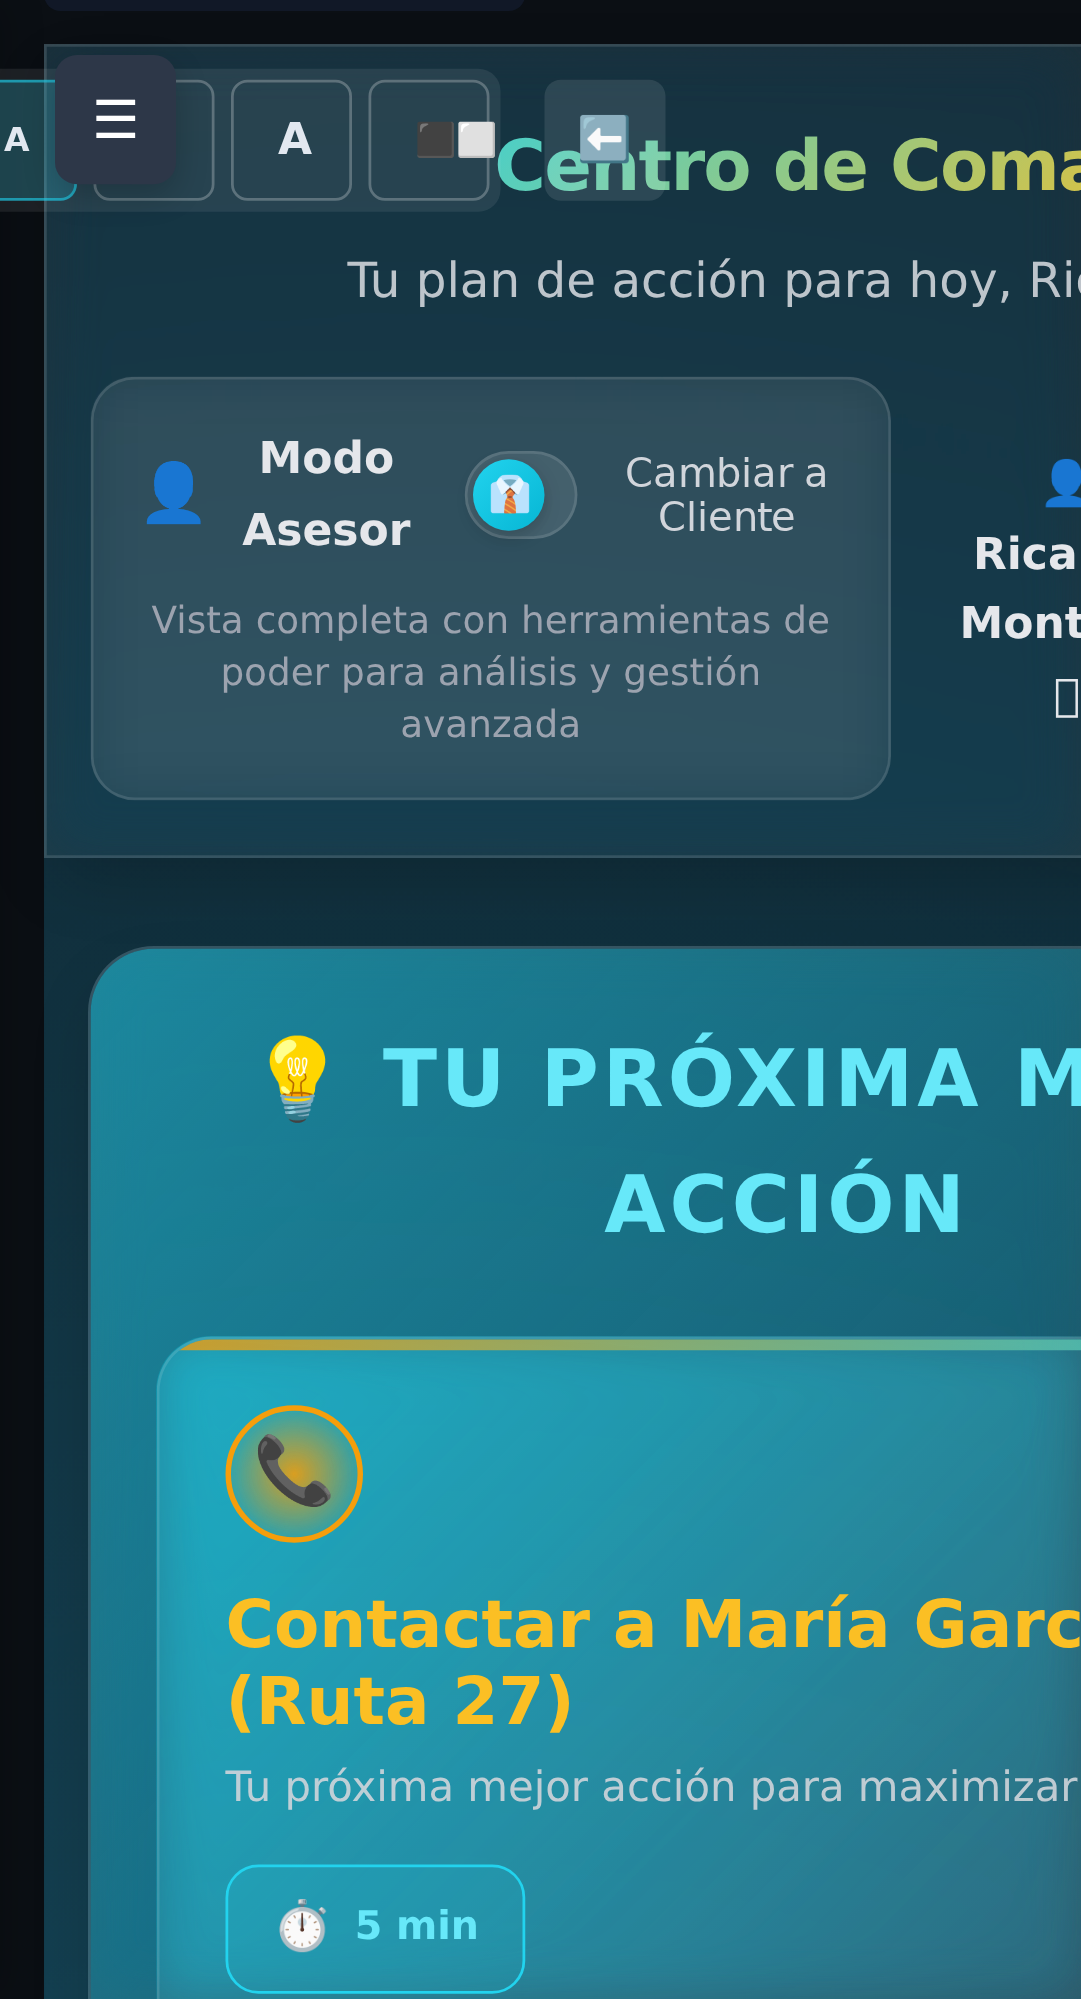 A ☰ A
Centro de Coma
Tu plan de acción para hoy, Ri
Modo
Asesor
Cambiar a
Cliente
Vista completa con herramientas de
poder para análisis y gestión
avanzada
Rica
Mont
TU PRÓXIMA M
ACCIÓN
Contactar a María Garc
(Ruta 27)
Tu próxima mejor acción para maximizar
5 min